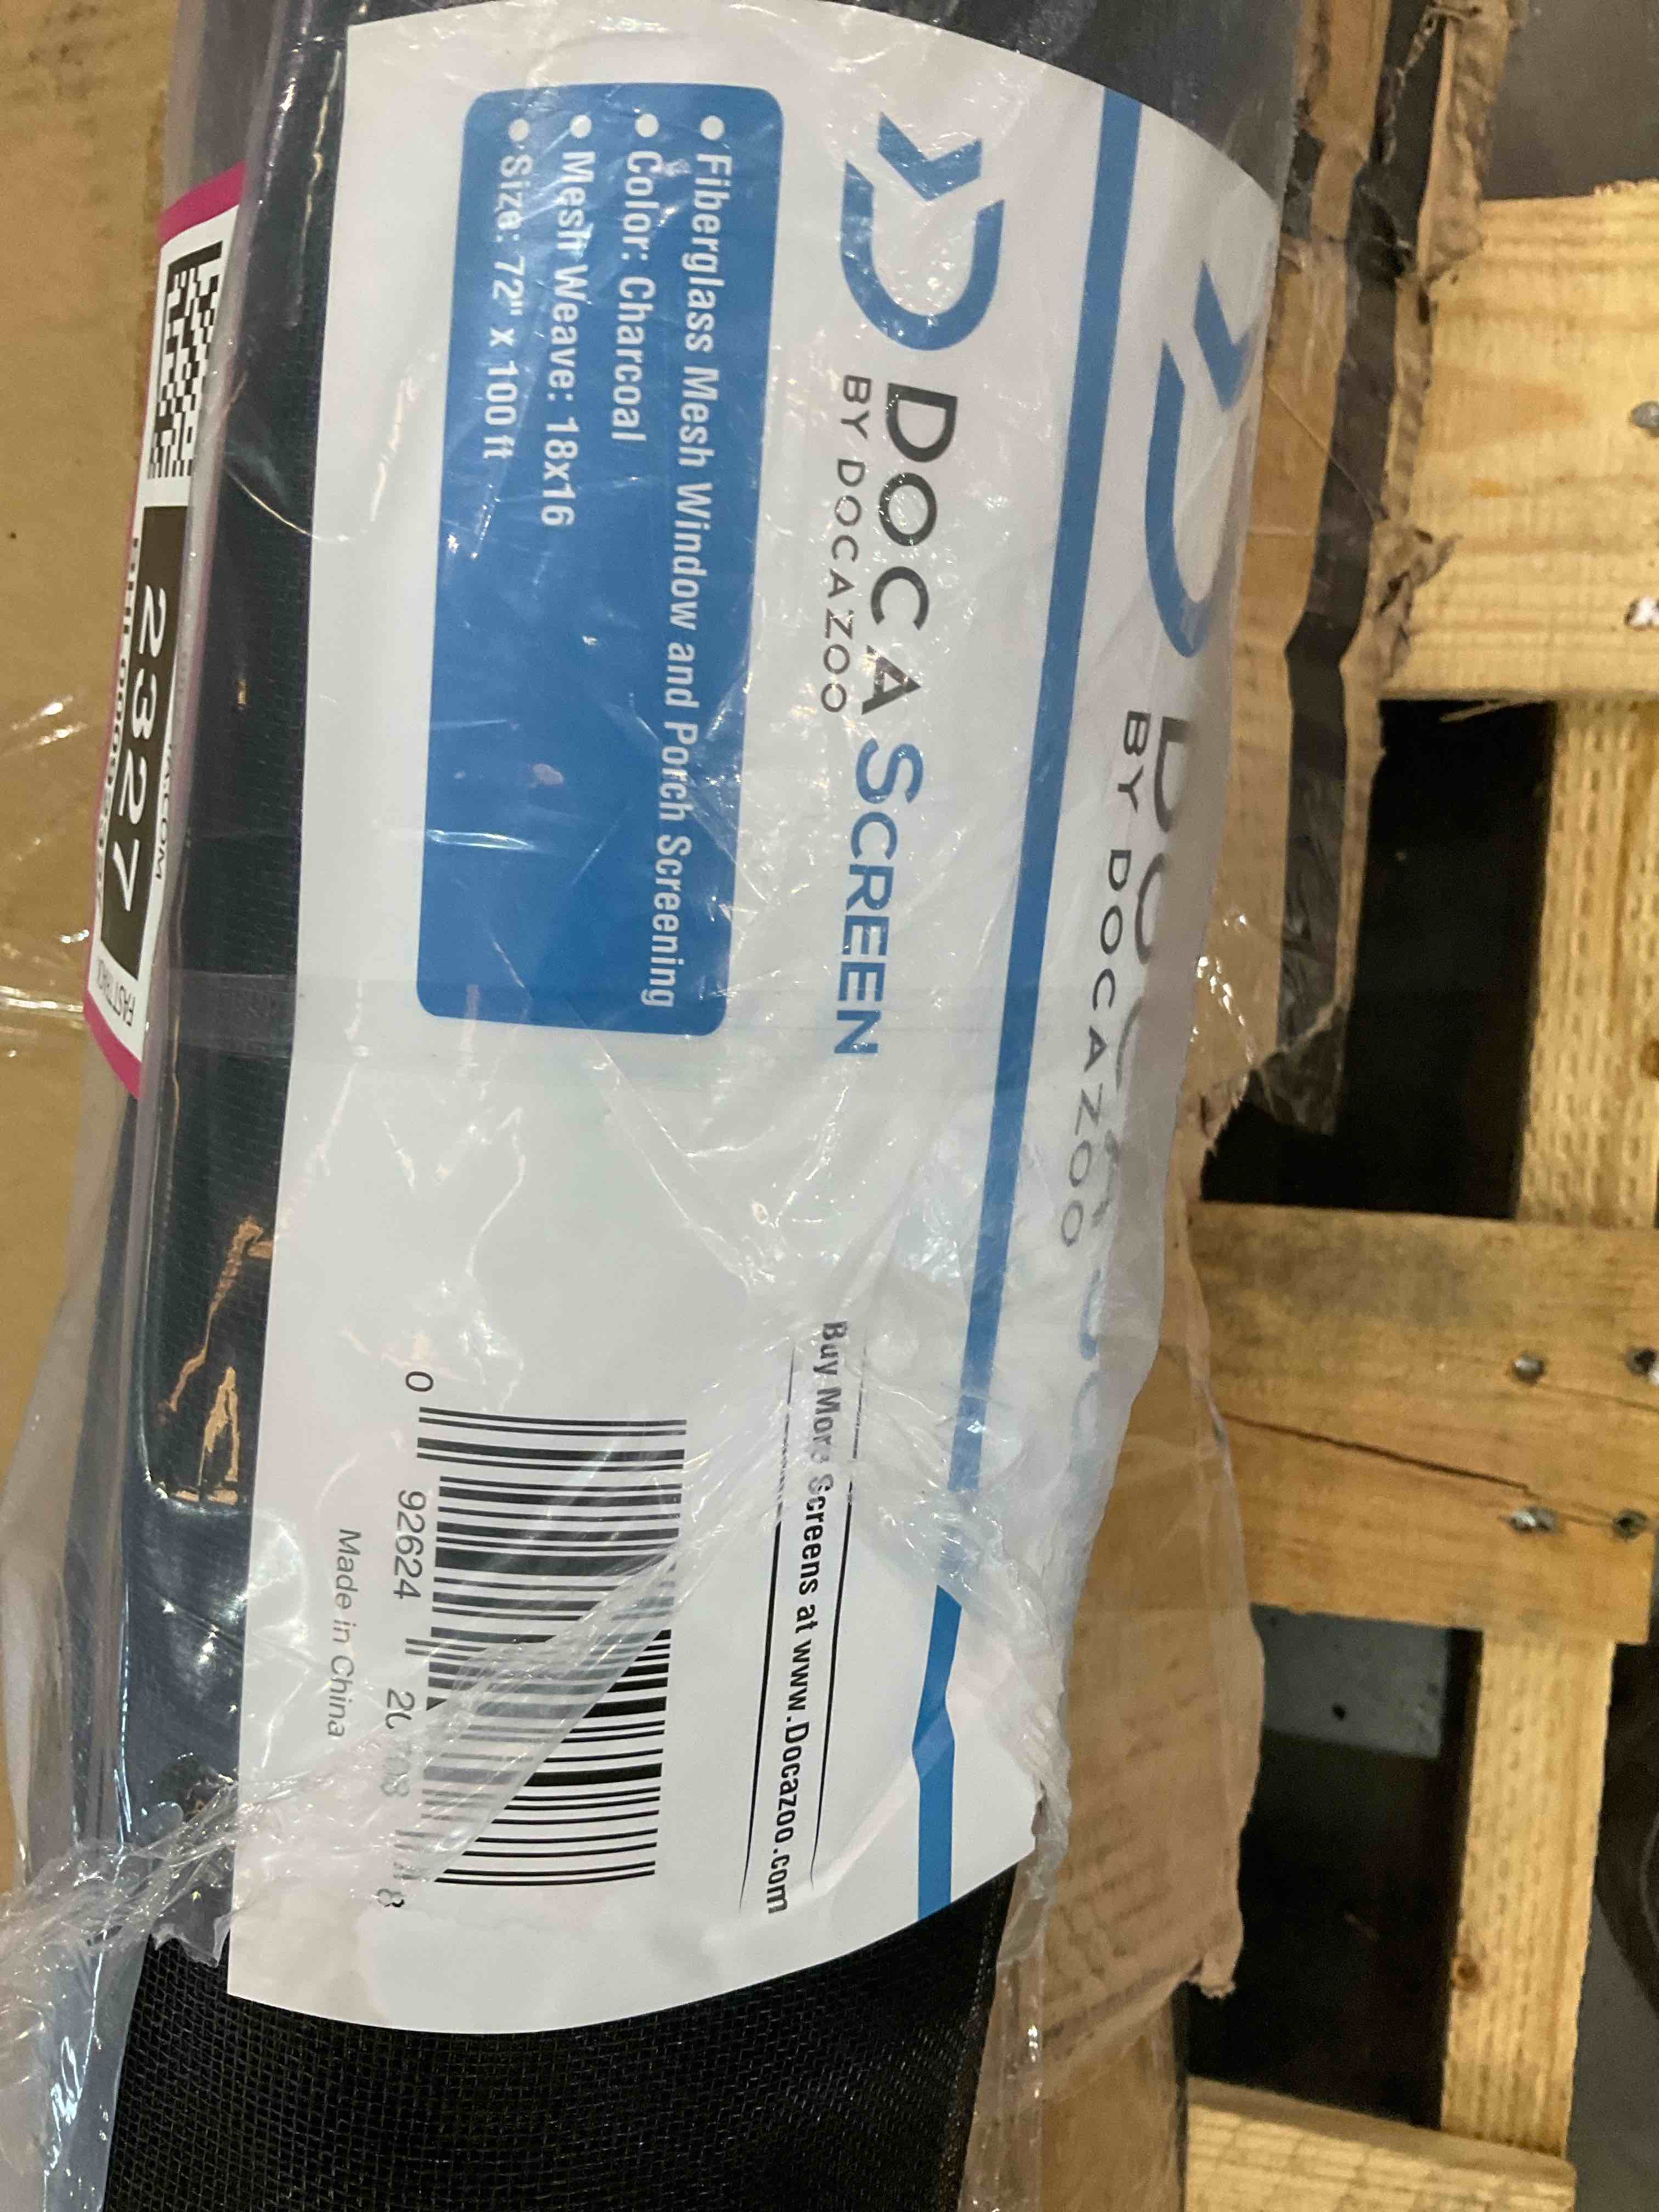 DOCA SCREEN
BY DOCAZOO
• Fiberglass Mesh Window and Porch Screening
• Color: Charcoal
• Mesh Weave: 18x16
• Size: 72" x 100 ft
BY DOCAZOO
Buy More Screens at www.Docazoo.com
0 92624 8
Made in China
2327